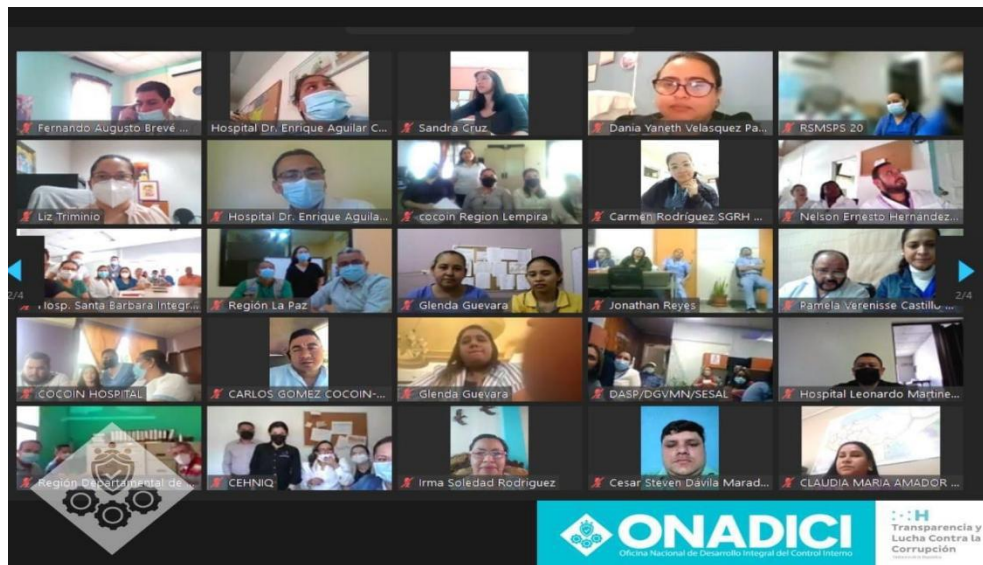 Fernando Augusto Brevé ...
Hospital Dr. Enrique Aguilar C...
Sandra Cruz
Dania Yaneth Velasquez Pa...
RSMSPS 20
Liz Triminio
Hospital Dr. Enrique Aguila...
cocoin Region Lempira
Carmen Rodríguez SGRH ...
Nelson Ernesto Hernández...
2/4
Hosp. Santa Barbara Integr...
Región La Paz
Glenda Guevara
Jonathan Reyes
Pamela Verenisse Castillo ...
2/4
COCOIN HOSPITAL
CARLOS GOMEZ COCOIN-...
Glenda Guevara
DASP/DGVMN/SESAL
Hospital Leonardo Martine...
Región Departamental de ...
CEHNIQ
Irma Soledad Rodriguez
Cesar Steven Davila Marad...
CLAUDIA MARIA AMADOR ...
ONADICI
Oficina Nacional de Desarrollo Integral del Control Interno
H
Transparencia y
Lucha Contra la
Corrupción